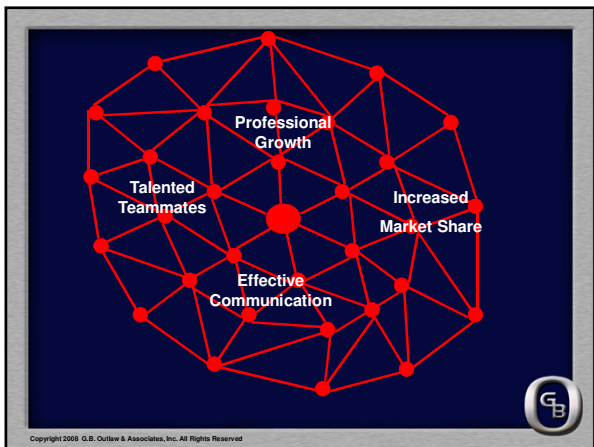 Professional
Growth
Talented
Teammates
Increased
Market Share
Effective
Communication
GB
Copyright 2008 G.B. Outlaw & Associates, Inc. All Rights Reserved